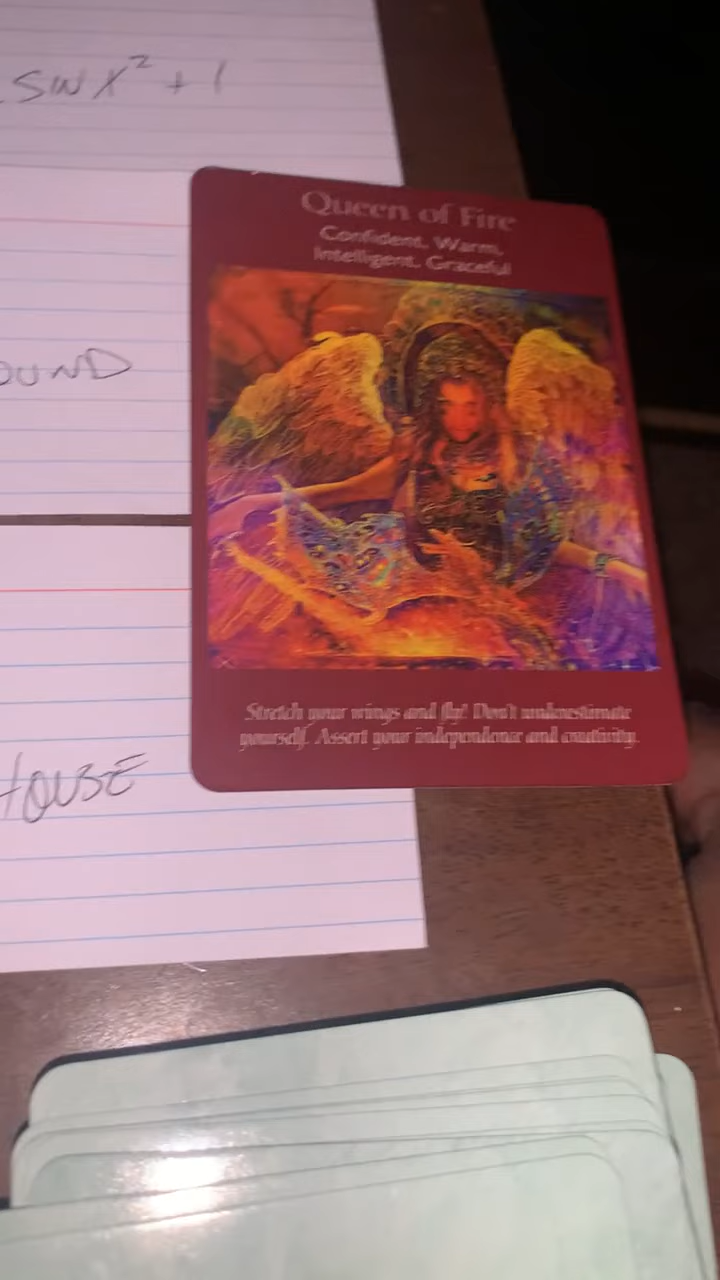 SIN X² + 1
Queen of Fire
Confident, Warm,
Intelligent, Graceful
OUND
Stretch your wings and fly! Don't underestimate
yourself. Assert your independence and creativity.
HOUSE